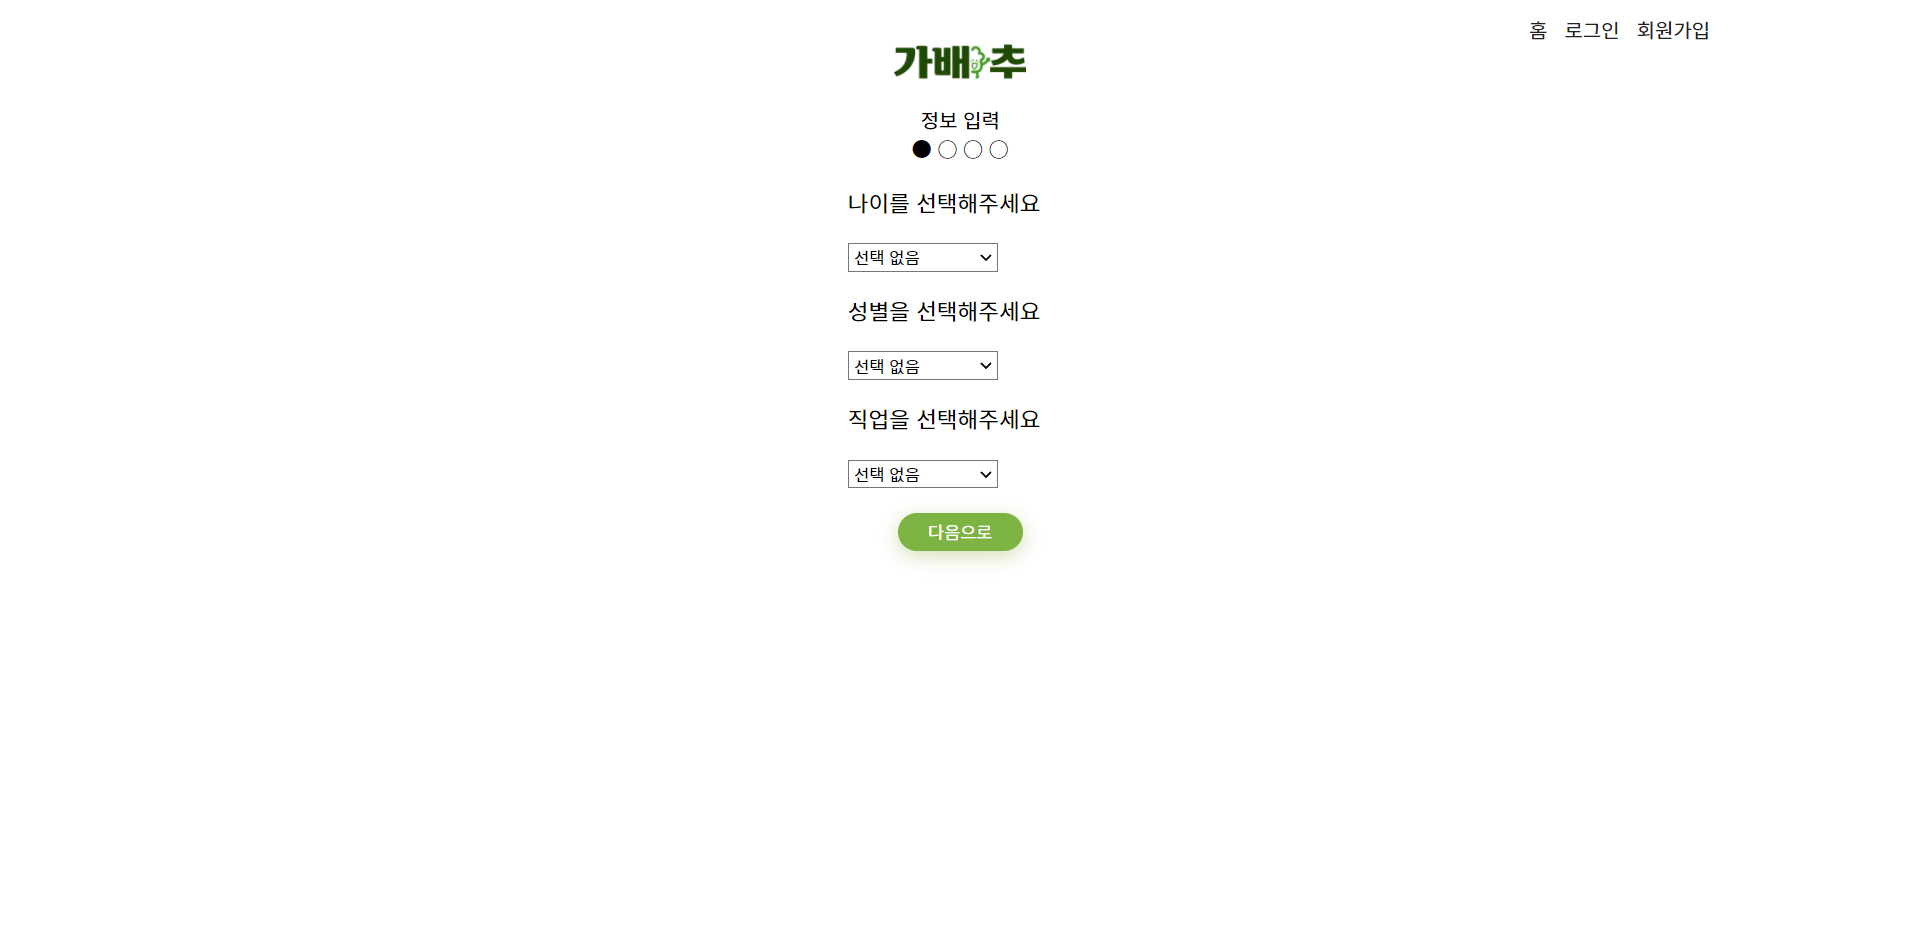 홈 로그인 회원가입
가배추
정보 입력
나이를 선택해주세요
선택 없음
성별을 선택해주세요
선택 없음
직업을 선택해주세요
선택 없음
다음으로